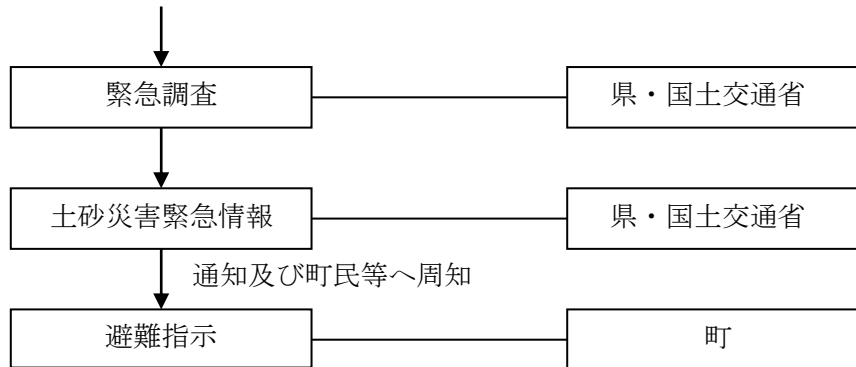 緊急調査
県・国土交通省
土砂災害緊急情報
県・国土交通省
通知及び町民等へ周知
避難指示
町